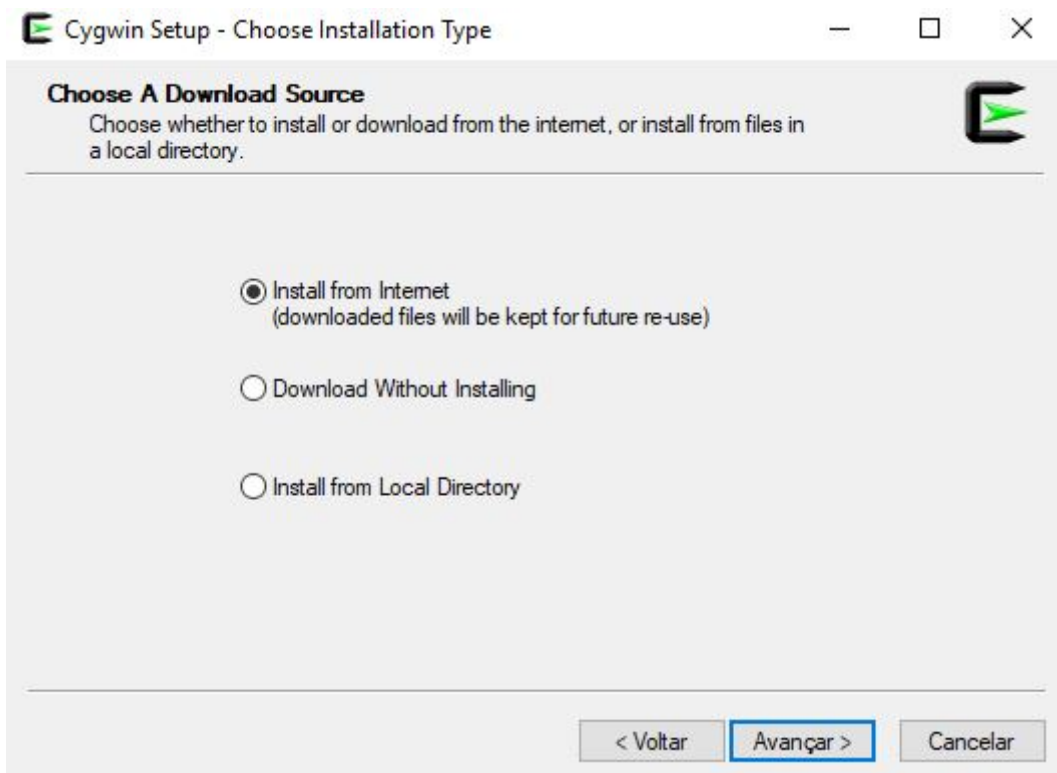 Cygwin Setup - Choose Installation Type
Choose A Download Source
Choose whether to install or download from the internet, or install from files in
a local directory.
Install from Internet
(downloaded files will be kept for future re-use)
Download Without Installing
Install from Local Directory
< Voltar
Avançar >
Cancelar